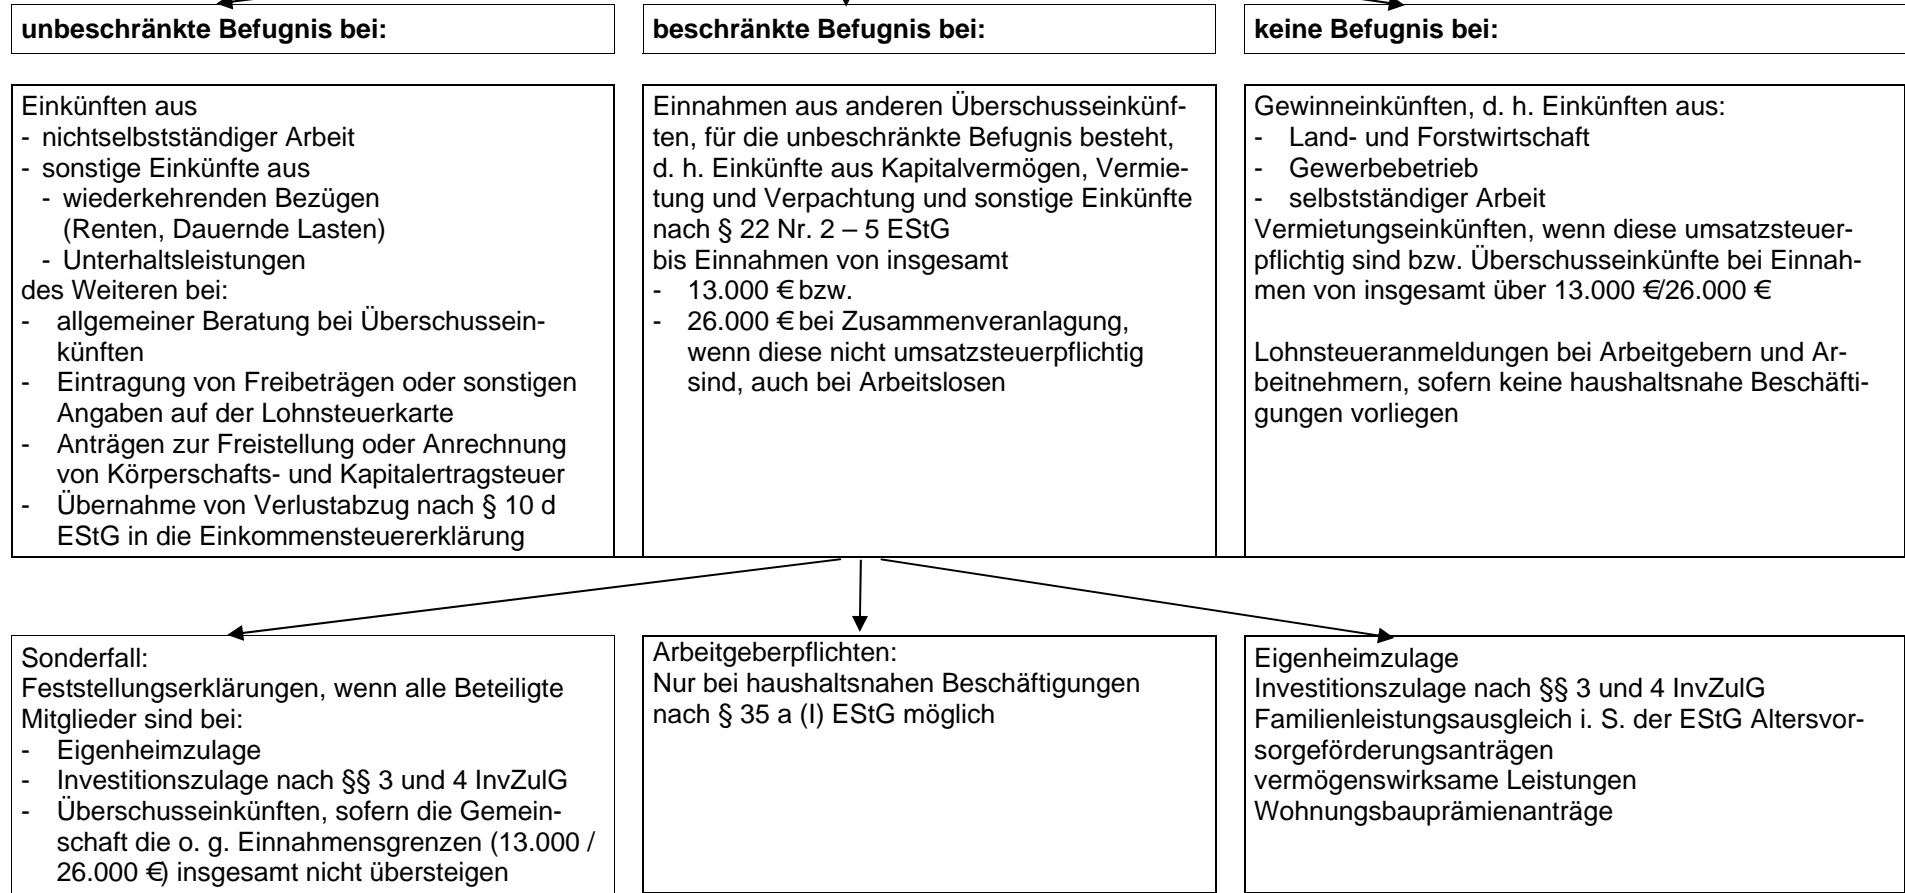 unbeschränkte Befugnis bei:
beschränkte Befugnis bei:
keine Befugnis bei:
Einkünften aus
- nichtselbstständiger Arbeit
- sonstige Einkünfte aus
- wiederkehrenden Bezügen
(Renten, Dauernde Lasten)
- Unterhaltsleistungen
des Weiteren bei:
- allgemeiner Beratung bei Überschussein-
künften
- Eintragung von Freibeträgen oder sonstigen
Angaben auf der Lohnsteuerkarte
- Anträgen zur Freistellung oder Anrechnung
von Körperschafts- und Kapitalertragsteuer
- Übernahme von Verlustabzug nach § 10 d
EStG in die Einkommensteuererklärung
Einnahmen aus anderen Überschusseinkünf-
ten, für die unbeschränkte Befugnis besteht,
d. h. Einkünfte aus Kapitalvermögen, Vermie-
tung und Verpachtung und sonstige Einkünfte
nach § 22 Nr. 2 – 5 EStG
bis Einnahmen von insgesamt
- 13.000 € bzw.
- 26.000 € bei Zusammenveranlagung,
wenn diese nicht umsatzsteuerpflichtig
sind, auch bei Arbeitslosen
Gewinneinkünften, d. h. Einkünften aus:
- Land- und Forstwirtschaft
- Gewerbebetrieb
- selbstständiger Arbeit
Vermietungseinkünften, wenn diese umsatzsteuer-
pflichtig sind bzw. Überschusseinkünfte bei Einnah-
men von insgesamt über 13.000 €/26.000 €
Lohnsteueranmeldungen bei Arbeitgebern und Ar-
beitnehmern, sofern keine haushaltsnahe Beschäfti-
gungen vorliegen
Sonderfall:
Feststellungserklärungen, wenn alle Beteiligte
Mitglieder sind bei:
- Eigenheimzulage
- Investitionszulage nach §§ 3 und 4 InvZulG
- Überschusseinkünften, sofern die Gemein-
schaft die o. g. Einnahmensgrenzen (13.000 /
26.000 €) insgesamt nicht übersteigen
Arbeitgeberpflichten:
Nur bei haushaltsnahen Beschäftigungen
nach § 35 a (I) EStG möglich
Eigenheimzulage
Investitionszulage nach §§ 3 und 4 InvZulG
Familienleistungsausgleich i. S. der EStG Altersvor-
sorgeförderungsanträgen
vermögenswirksame Leistungen
Wohnungsbauprämienanträge